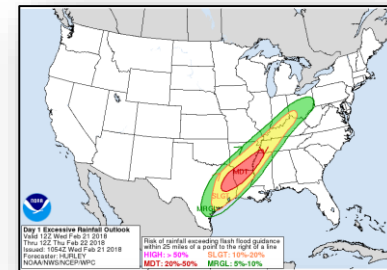 MDT
SLGT
MRGL
NOAA
Day 1 Excessive Rainfall Outlook
Valid 12Z Wed Feb 21 2018
Thru 12Z Thu Feb 22 2018
Issued: 1054Z Wed Feb 21 2018
Forecaster: HURLEY
NOAA/NWS/NCEP/WPC
Risk of rainfall exceeding flash flood guidance
within 25 miles of a point to the right of a line
HIGH: > 50% SLGT: 10%-20%
MDT: 20%-50% MRGL: 5%-10%